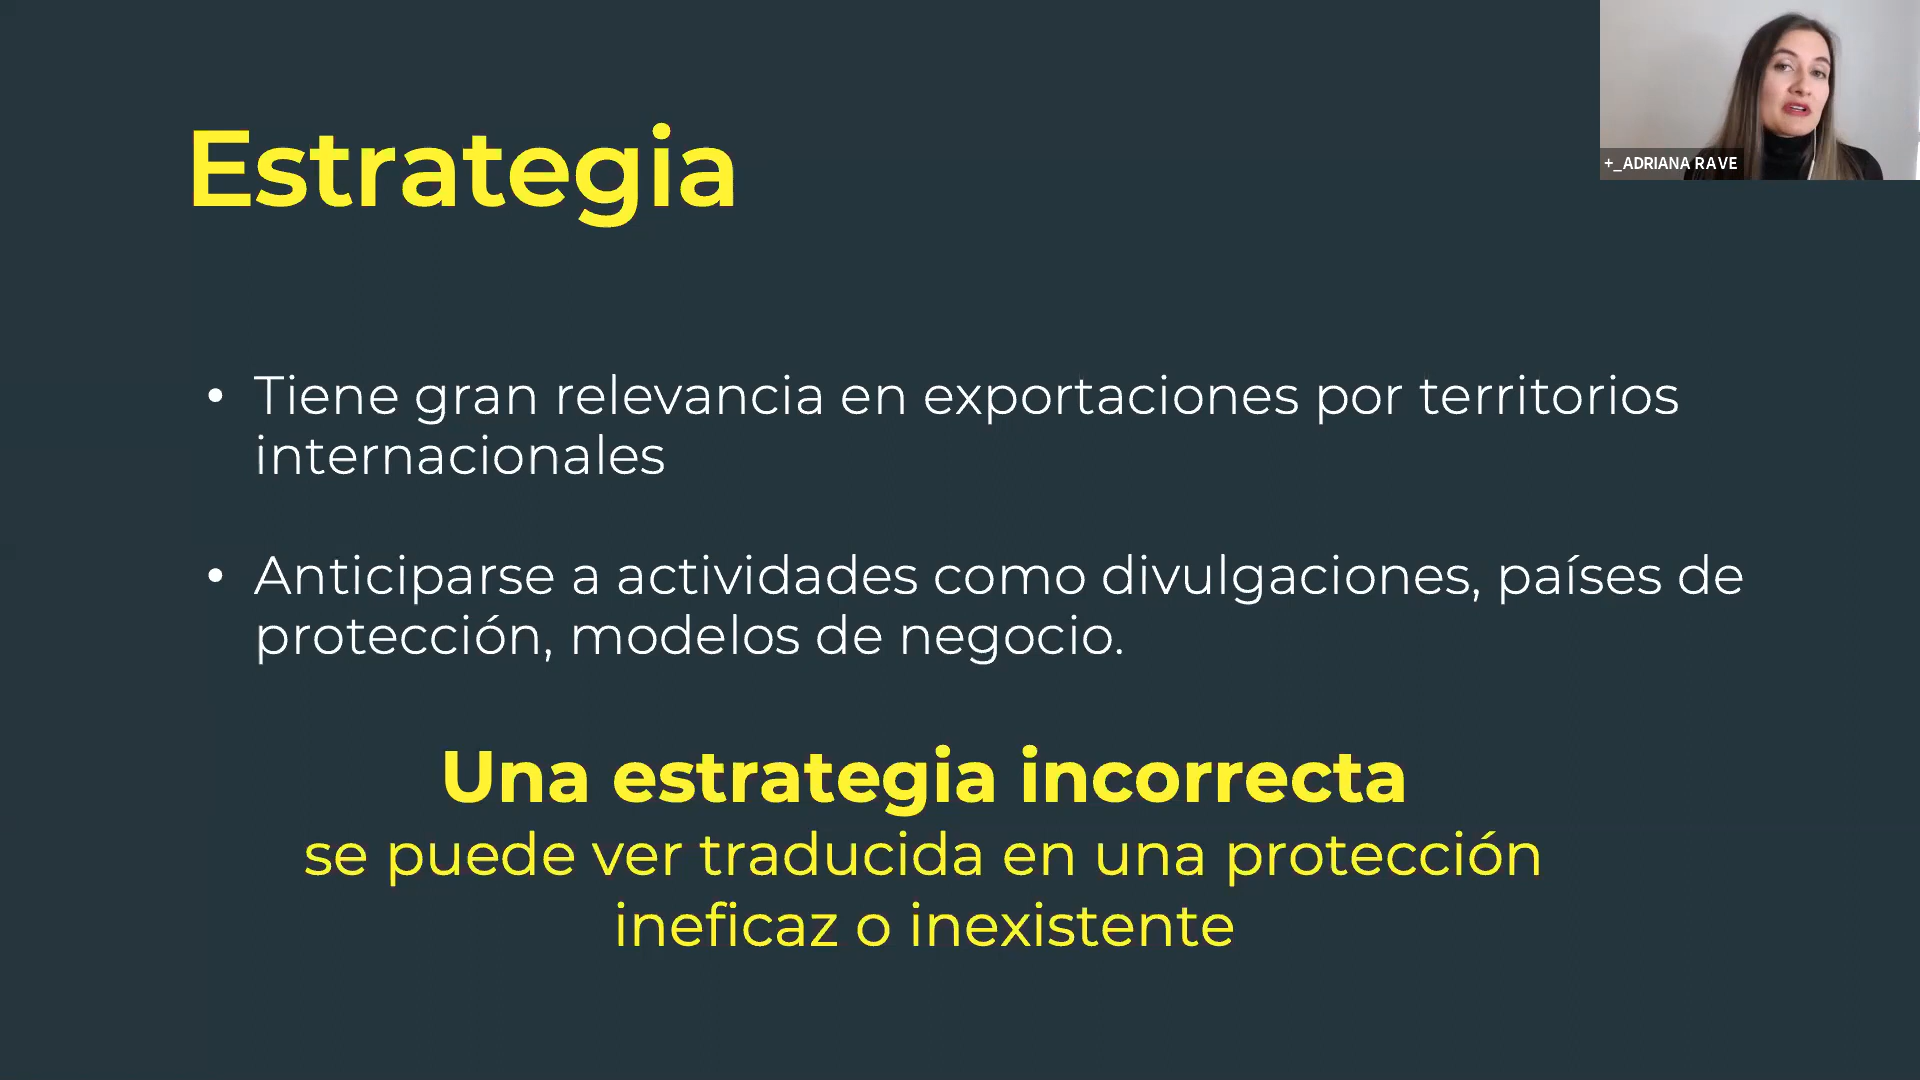 Estrategia
+_ADRIANA RAVE
• Tiene gran relevancia en exportaciones por territorios
internacionales
• Anticiparse a actividades como divulgaciones, países de
protección, modelos de negocio.
Una estrategia incorrecta
se puede ver traducida en una protección
ineficaz o inexistente